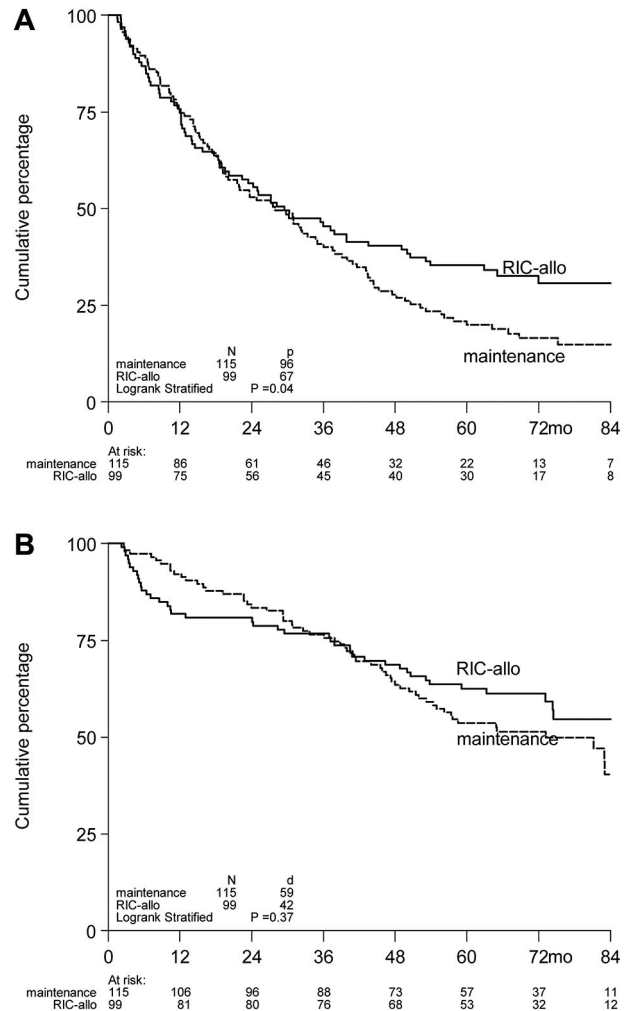 A
100
75
50
25
0
Cumulative percentage
RIC-allo
maintenance
N p
maintenance 115 96
RIC-allo 99 67
Logrank Stratified P =0.04
0 12 24 36 48 60 72mo 84
At risk:
maintenance 115 86 61 46 32 22 13 7
RIC-allo 99 75 56 45 40 30 17 8
B
100
75
50
25
0
Cumulative percentage
RIC-allo
maintenance
N d
maintenance 115 59
RIC-allo 99 42
Logrank Stratified P =0.37
0 12 24 36 48 60 72mo 84
At risk:
maintenance 115 106 96 88 73 57 37 11
RIC-allo 99 81 80 76 68 53 32 12